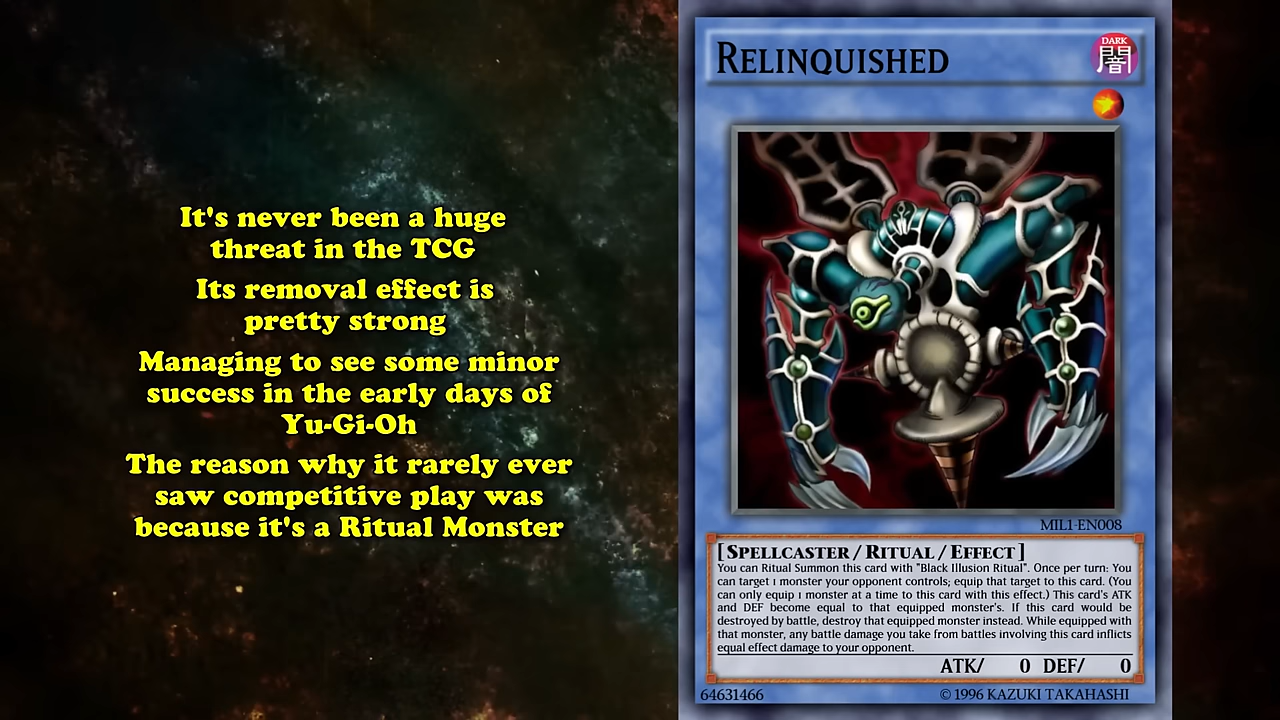 It's never been a huge
threat in the TCG
Its removal effect is
pretty strong
Managing to see some minor
success in the early days of
Yu-Gi-Oh
The reason why it rarely ever
saw competitive play was
because it's a Ritual Monster
RELINQUISHED
DARK
闇
MIL1-EN008
[ SPELLCASTER / RITUAL / EFFECT ]
You can Ritual Summon this card with "Black Illusion Ritual". Once per turn: You
can target 1 monster your opponent controls; equip that target to this card. (You
can only equip 1 monster at a time to this card with this effect.) This card's ATK
and DEF become equal to that equipped monster's. If this card would be
destroyed by battle, destroy that equipped monster instead. While equipped with
that monster, any battle damage you take from battles involving this card inflicts
equal effect damage to your opponent.
ATK/ 0 DEF/ 0
64631466
© 1996 KAZUKI TAKAHASHI